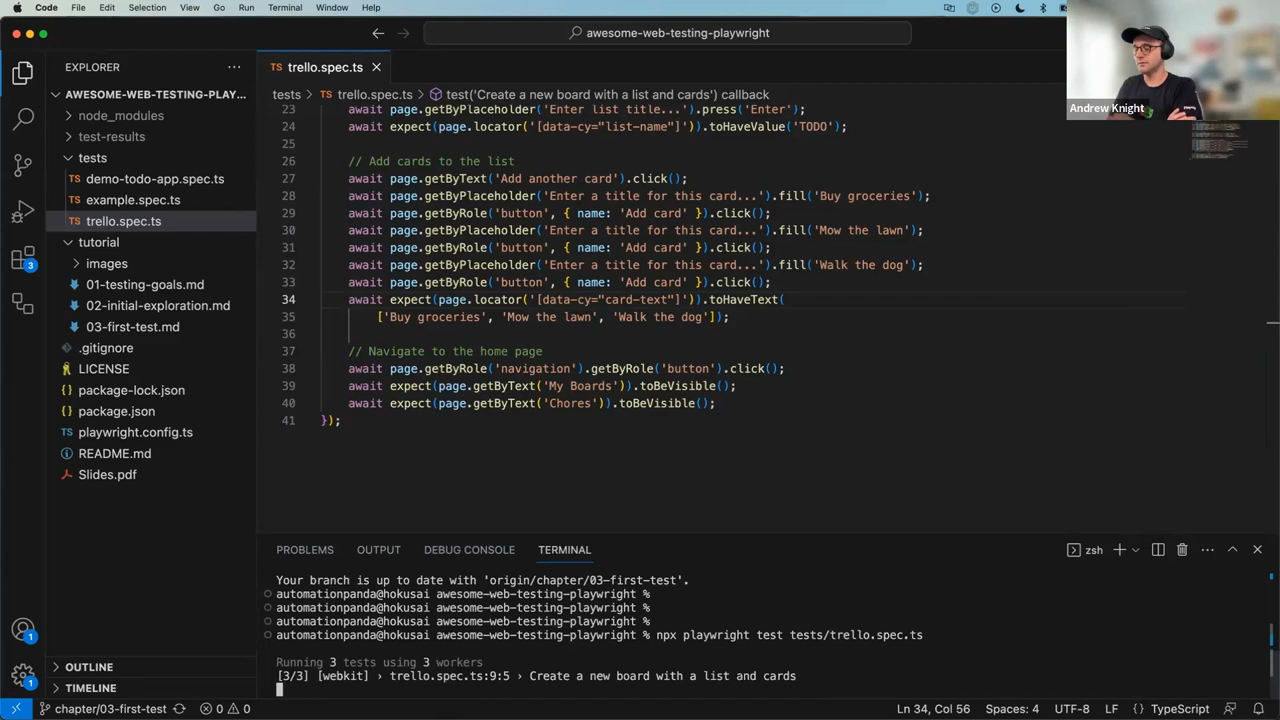 Code File Edit Selection View Go Run Terminal Window Help
awesome-web-testing-playwright
Andrew Knight
EXPLORER
AWESOME-WEB-TESTING-PLAY...
node_modules
test-results
tests
TS demo-todo-app.spec.ts
TS example.spec.ts
TS trello.spec.ts
tutorial
images
01-testing-goals.md
02-initial-exploration.md
03-first-test.md
.gitignore
LICENSE
package-lock.json
package.json
TS playwright.config.ts
README.md
Slides.pdf
OUTLINE
TIMELINE
3
1
1
TS trello.spec.ts
tests > TS trello.spec.ts > test('Create a new board with a list and cards') callback
23 await page.getByPlaceholder('Enter list title...').press('Enter');
24 await expect(page.locator('[data-cy="list-name"]')).toHaveValue('TODO');
25
26 // Add cards to the list
27 await page.getByText('Add another card').click();
28 await page.getByPlaceholder('Enter a title for this card...').fill('Buy groceries');
29 await page.getByRole('button', { name: 'Add card' }).click();
30 await page.getByPlaceholder('Enter a title for this card...').fill('Mow the lawn');
31 await page.getByRole('button', { name: 'Add card' }).click();
32 await page.getByPlaceholder('Enter a title for this card...').fill('Walk the dog');
33 await page.getByRole('button', { name: 'Add card' }).click();
34 await expect(page.locator('[data-cy="card-text"]')).toHaveText(
35 ['Buy groceries', 'Mow the lawn', 'Walk the dog']);
36
37 // Navigate to the home page
38 await page.getByRole('navigation').getByRole('button').click();
39 await expect(page.getByText('My Boards')).toBeVisible();
40 await expect(page.getByText('Chores')).toBeVisible();
41 });
PROBLEMS OUTPUT DEBUG CONSOLE TERMINAL
zsh
Your branch is up to date with 'origin/chapter/03-first-test'.
automationpanda@hokusai awesome-web-testing-playwright %
automationpanda@hokusai awesome-web-testing-playwright %
automationpanda@hokusai awesome-web-testing-playwright %
automationpanda@hokusai awesome-web-testing-playwright % npx playwright test tests/trello.spec.ts
Running 3 tests using 3 workers
[3/3] [webkit] › trello.spec.ts:9:5 › Create a new board with a list and cards
chapter/03-first-test 0 0 Ln 34, Col 56 Spaces: 4 UTF-8 LF {} TypeScript